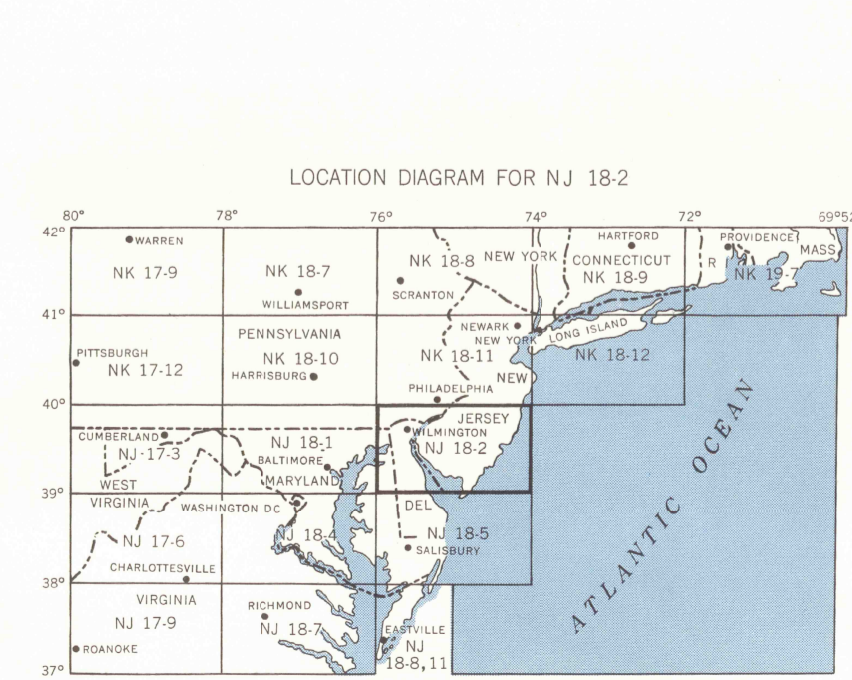 LOCATION DIAGRAM FOR NJ 18-2
80° 78° 76° 74° 72° 69°52
42°
WARREN
NK 17-9
NK 18-7
WILLIAMSPORT
NK 18-8
SCRANTON
NEW YORK
HARTFORD
CONNECTICUT
NK 18-9
PROVIDENCE
R
MASS
NK 19-7
41°
PITTSBURGH
NK 17-12
PENNSYLVANIA
NK 18-10
HARRISBURG
NEWARK
NEW YORK
LONG ISLAND
NK 18-11
NK 18-12
NEW
PHILADELPHIA
40°
JERSEY
CUMBERLAND
NJ-17-3
NJ 18-1
BALTIMORE
MARYLAND
WILMINGTON
NJ 18-2
WEST
VIRGINIA
39°
WASHINGTON DC
DEL
NJ 17-6
NJ 18-4
NJ 18-5
SALISBURY
CHARLOTTESVILLE
38°
VIRGINIA
NJ 17-9
ROANOKE
RICHMOND
NJ 18-7
EASTVILLE
NJ
18-8,11
37°
ATLANTIC OCEAN